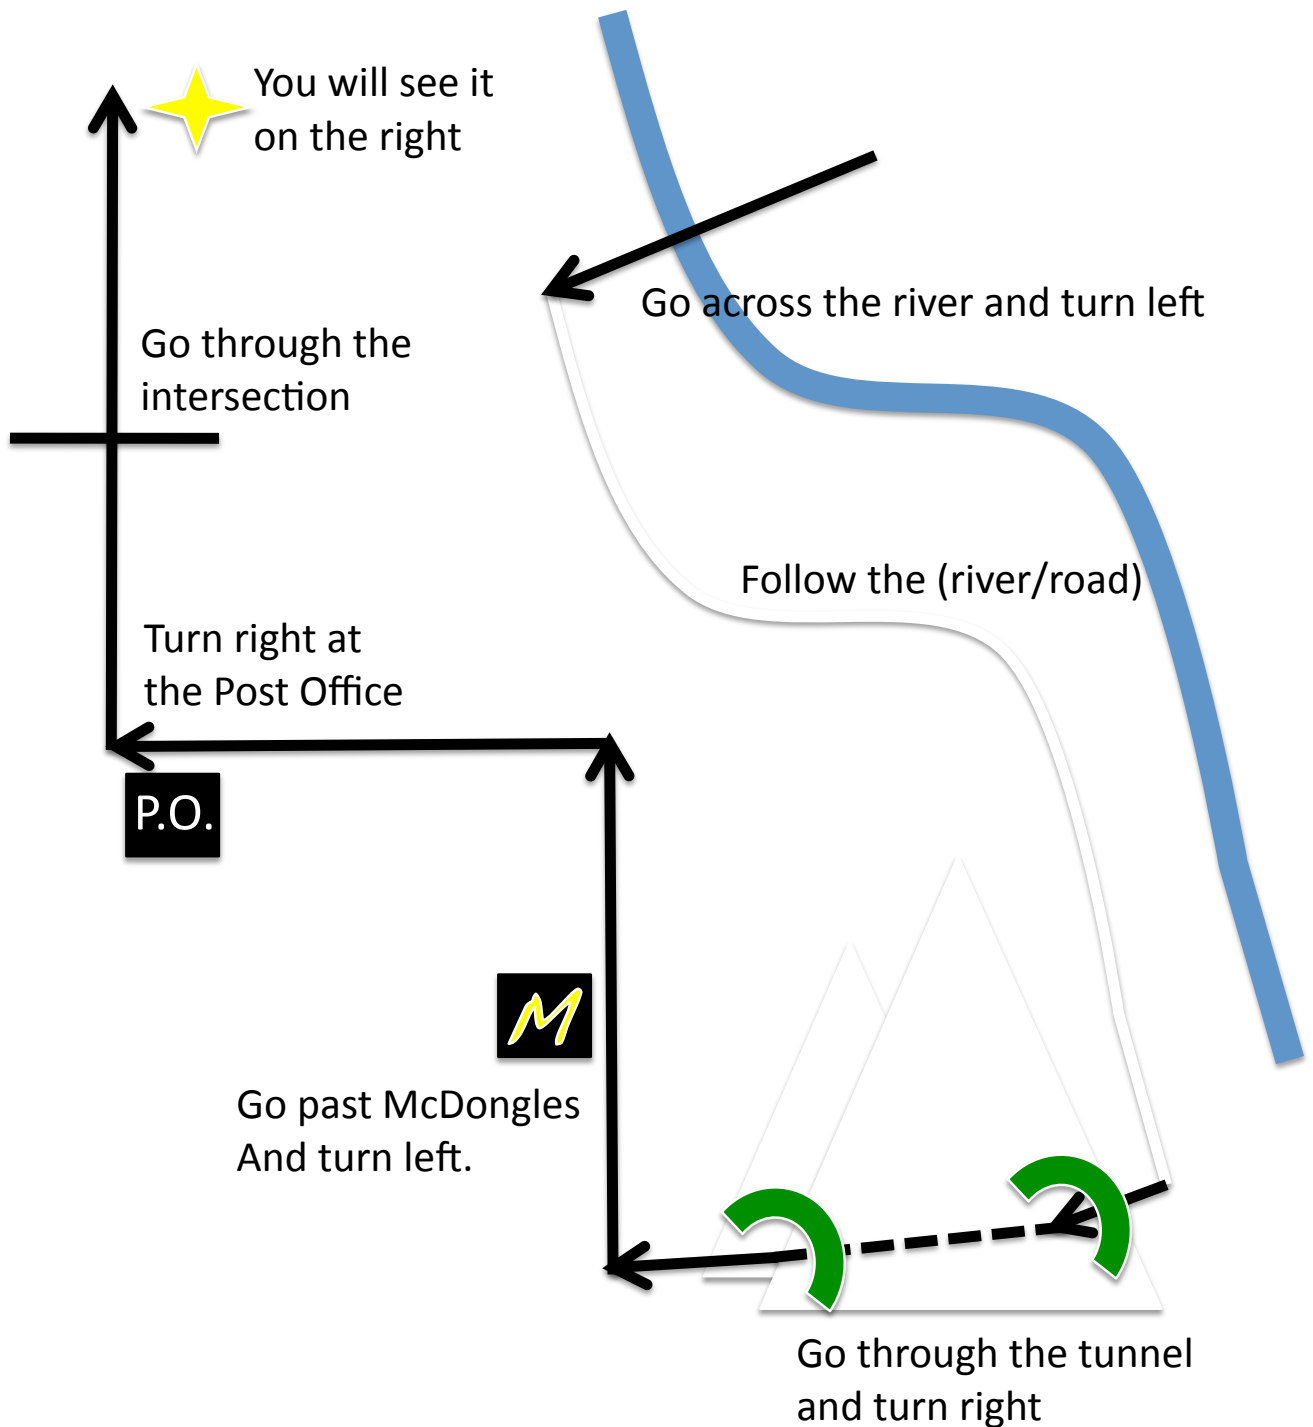 You will see it
on the right
Go across the river and turn left
Go through the
intersection
Follow the (river/road)
Turn right at
the Post Office
P.O.
M
Go past McDongles
And turn left.
Go through the tunnel
and turn right